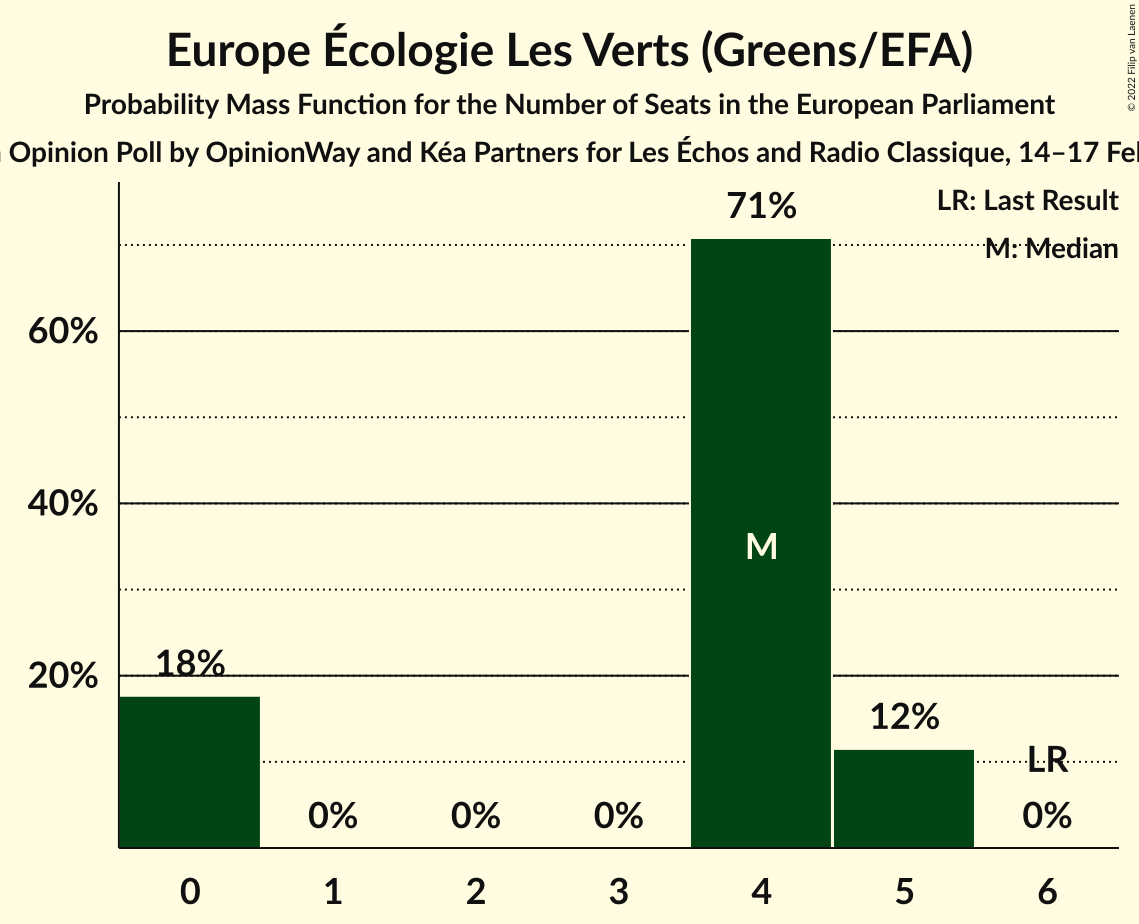 Europe Écologie Les Verts (Greens/EFA)
Probability Mass Function for the Number of Seats in the European Parliament
Opinion Poll by OpinionWay and Kéa Partners for Les Échos and Radio Classique, 14–17
© 2022 Filip van Laenen
LR: Last Result
M: Median
71%
60%
40%
M
18%
20%
12%
LR
0%
0%
0%
0%
0 1 2 3 4 5 6